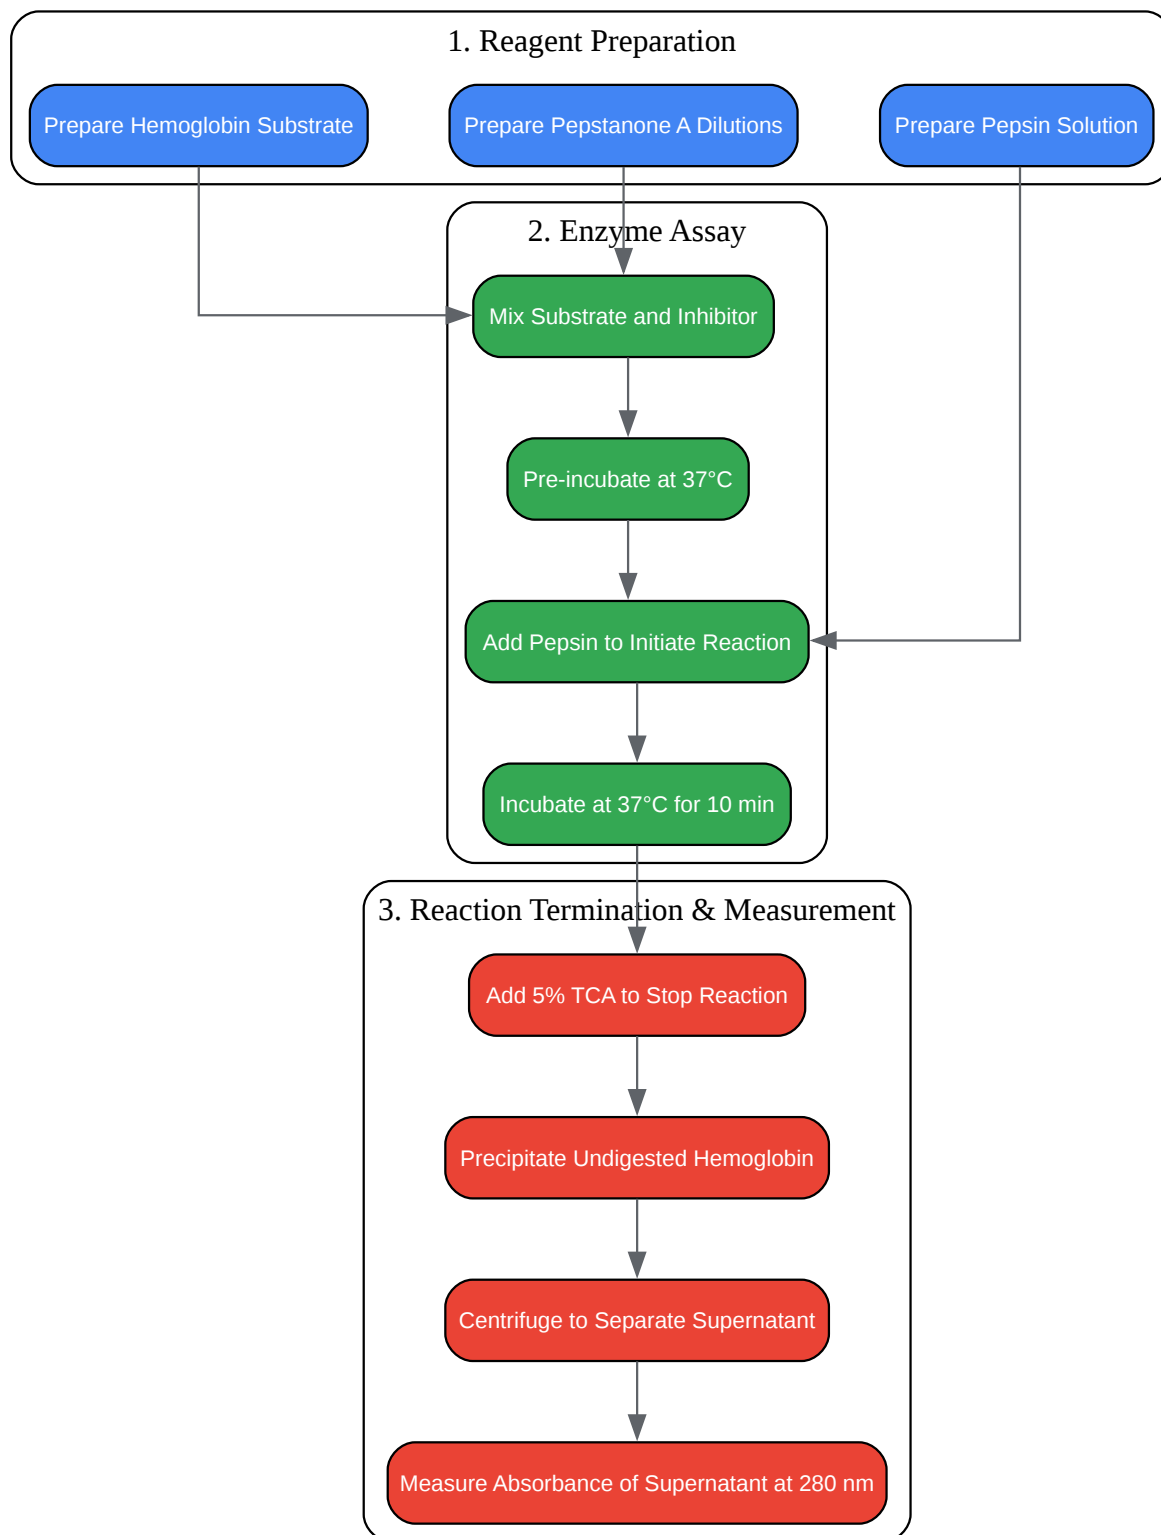 1. Reagent Preparation
Prepare Hemoglobin Substrate
Prepare Pepstanone A Dilutions
Prepare Pepsin Solution
2. Enzyme Assay
Mix Substrate and Inhibitor
Pre-incubate at 37°C
Add Pepsin to Initiate Reaction
Incubate at 37°C for 10 min
3. Reaction Termination & Measurement
Add 5% TCA to Stop Reaction
Precipitate Undigested Hemoglobin
Centrifuge to Separate Supernatant
Measure Absorbance of Supernatant at 280 nm